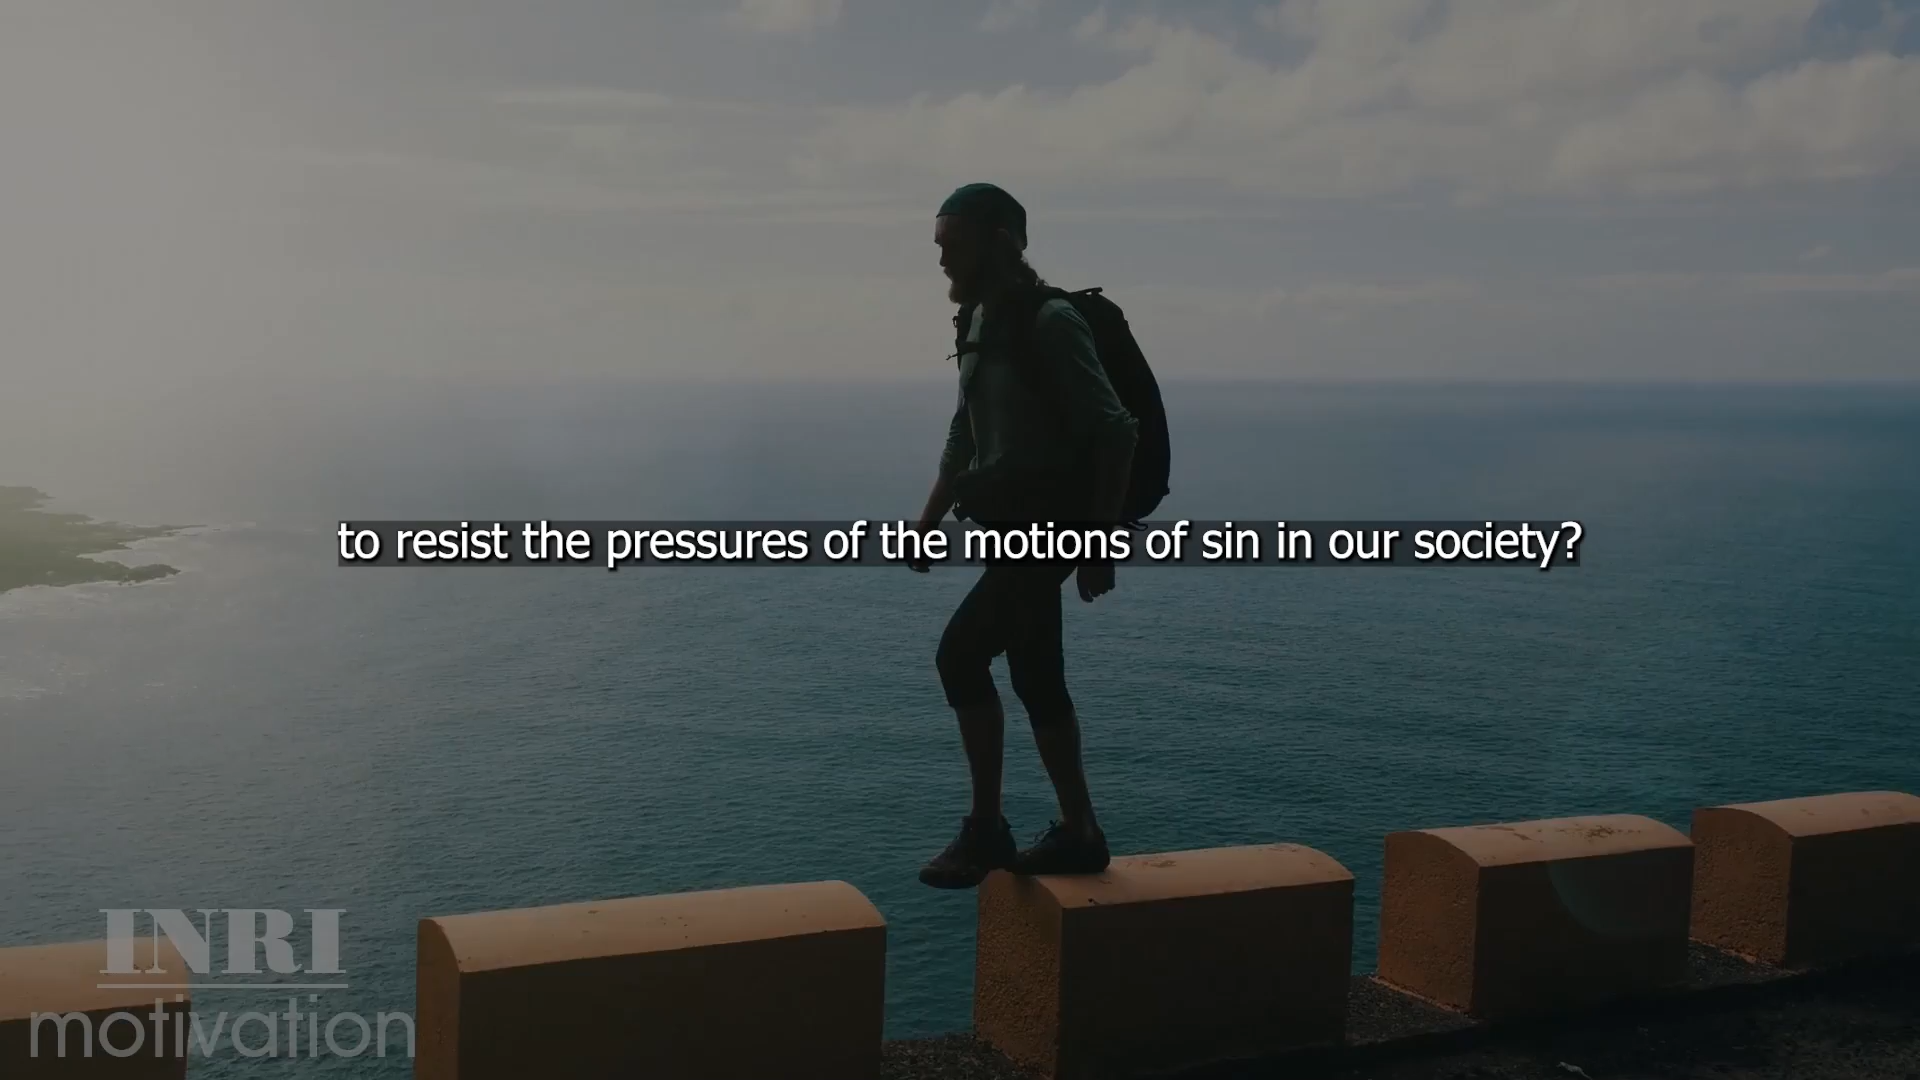 to resist the pressures of the motions of sin in our society?
INRI
motivation